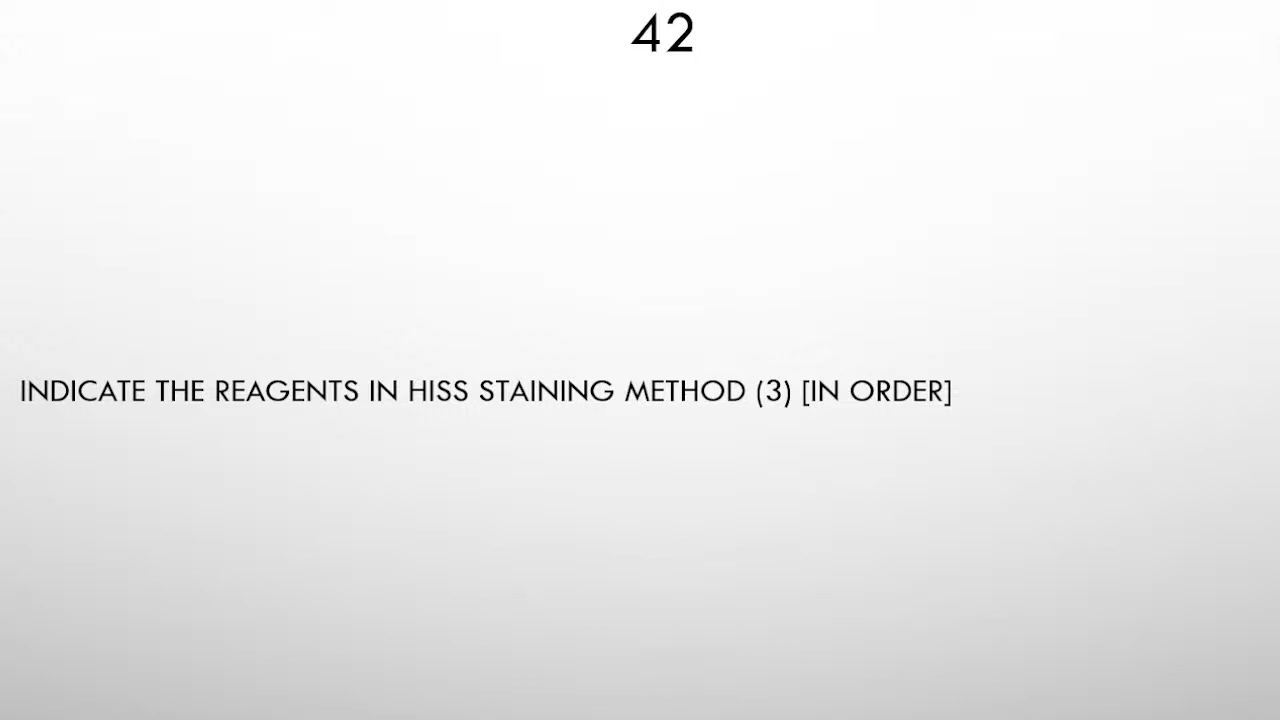 42
INDICATE THE REAGENTS IN HISS STAINING METHOD (3) [IN ORDER]